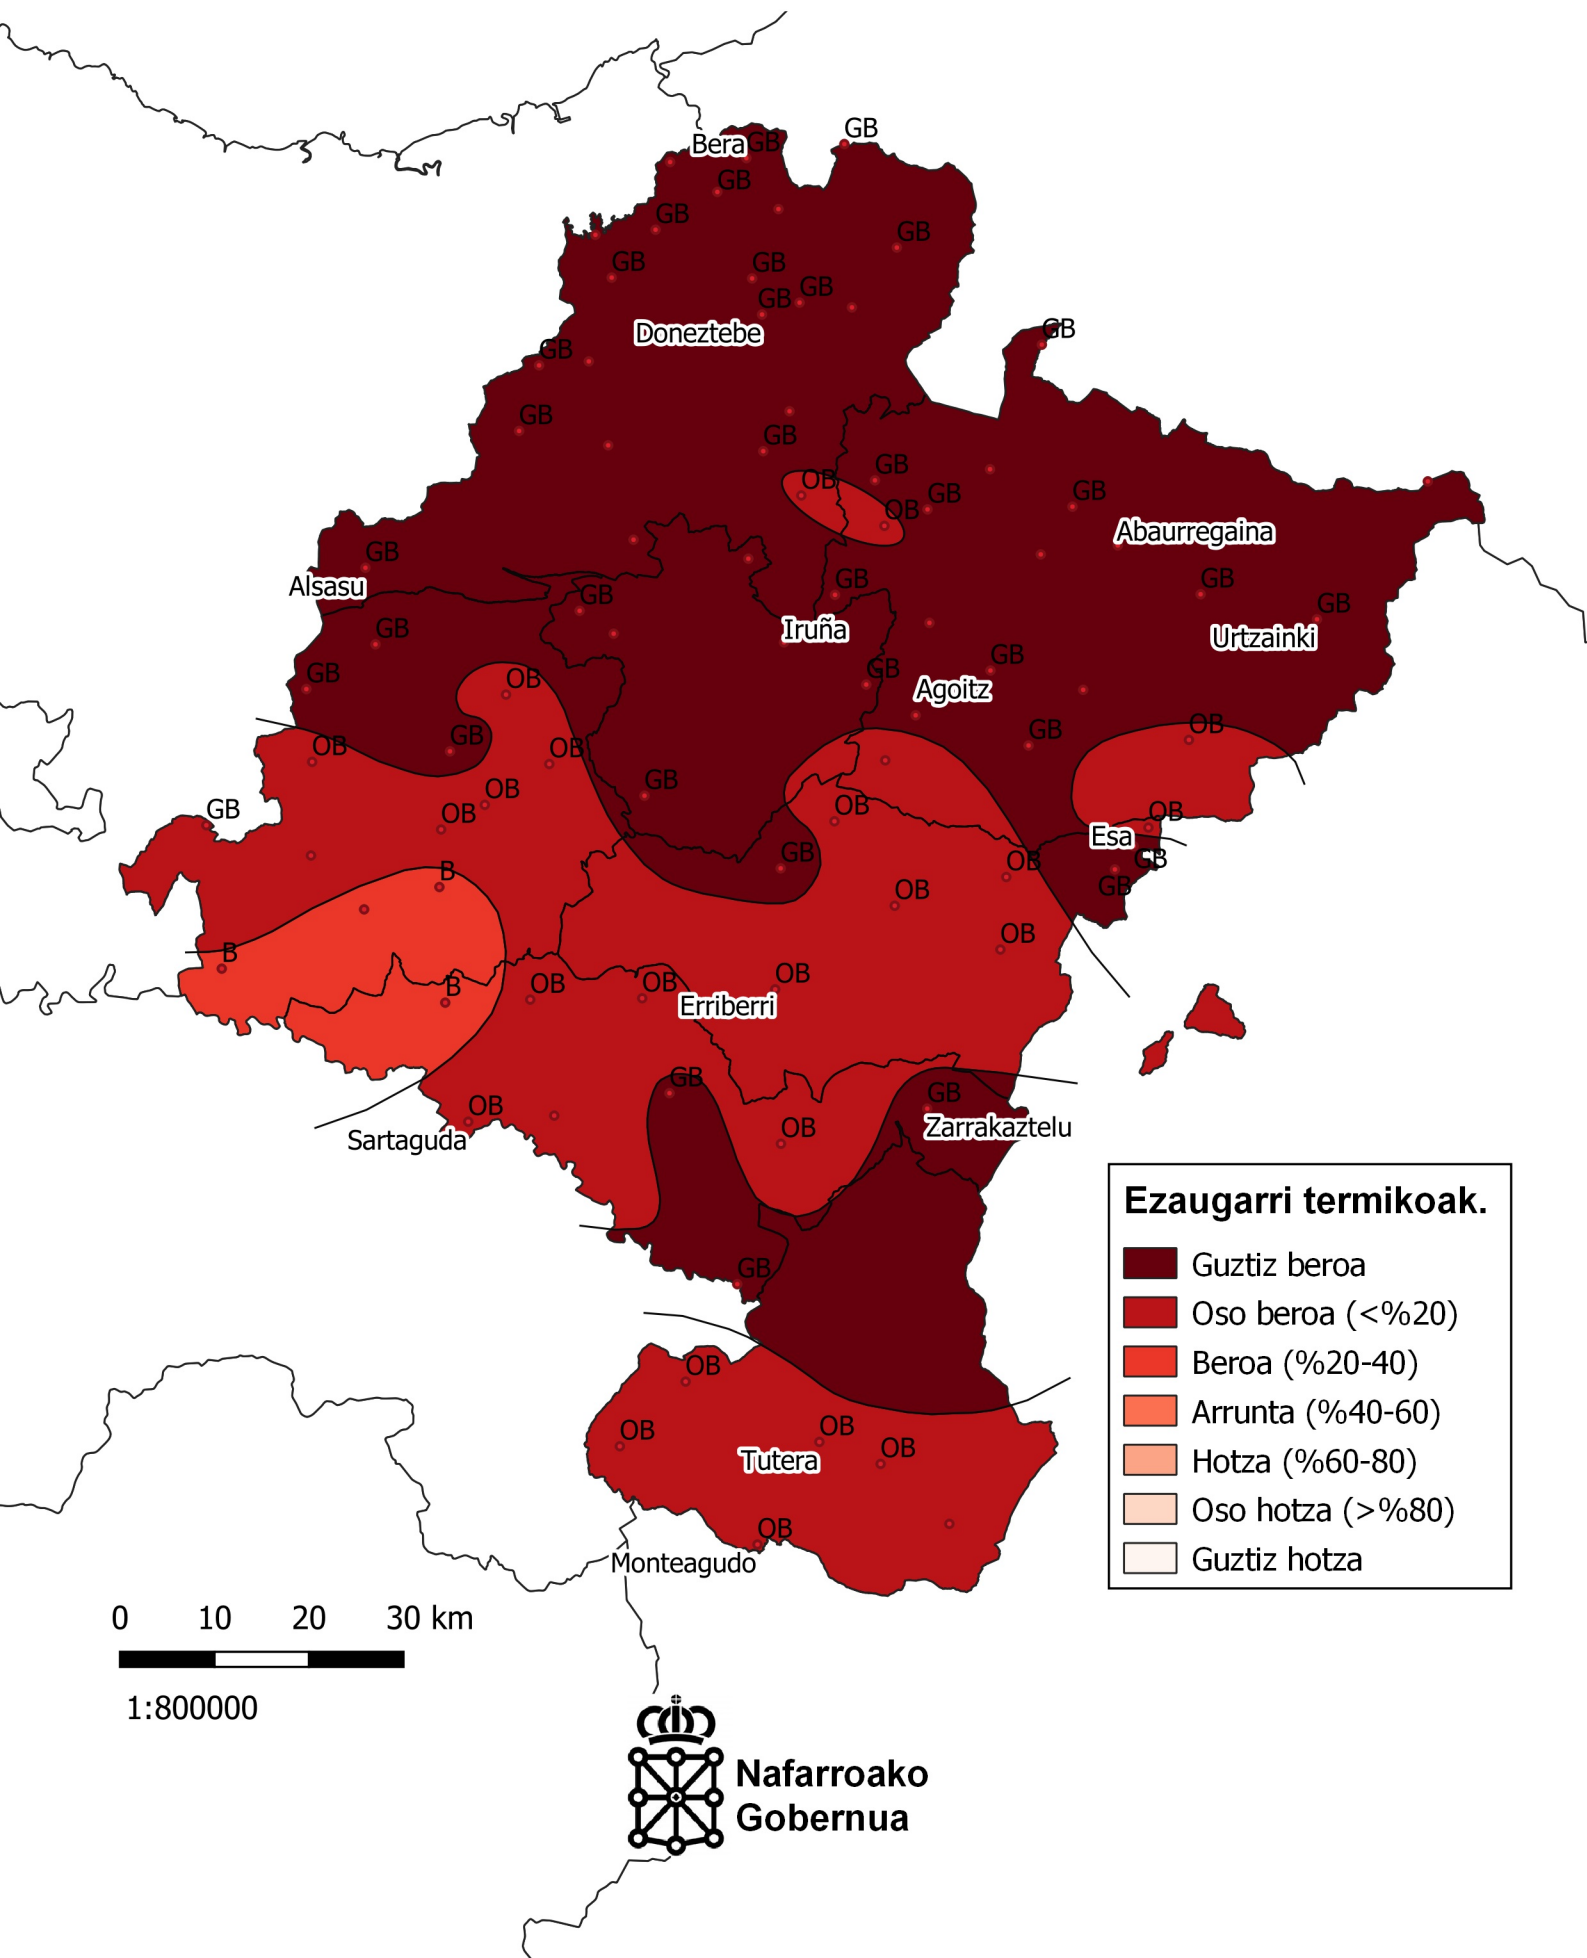 GB
Bera GB
GB
GB
GB
GB
GB
GB
GB
Doneztebe
GB
GB
GB
GB
GB
OB
GB
GB
OB
Abaurregaina
GB
Alsasu
GB
GB
GB
GB
Iruña
GB
Urtzainki
GB
GB
GB
Agoitz
OB
OB
GB
OB
OB
GB
GB
OB
GB
OB
OB
OB
Esa
GB
OB
GB
B
GB
OB
OB
B
OB
B
OB
OB
OB
Erriberri
GB
GB
OB
OB
Zarrakaztelu
Sartaguda
GB
OB
OB
OB
OB
Tutera
OB
Monteagudo
Ezaugarri termikoak.
Guztiz beroa
Oso beroa (<%20)
Beroa (%20-40)
Arrunta (%40-60)
Hotza (%60-80)
Oso hotza (>%80)
Guztiz hotza
0 10 20 30 km
1:800000
Nafarroako
Gobernua